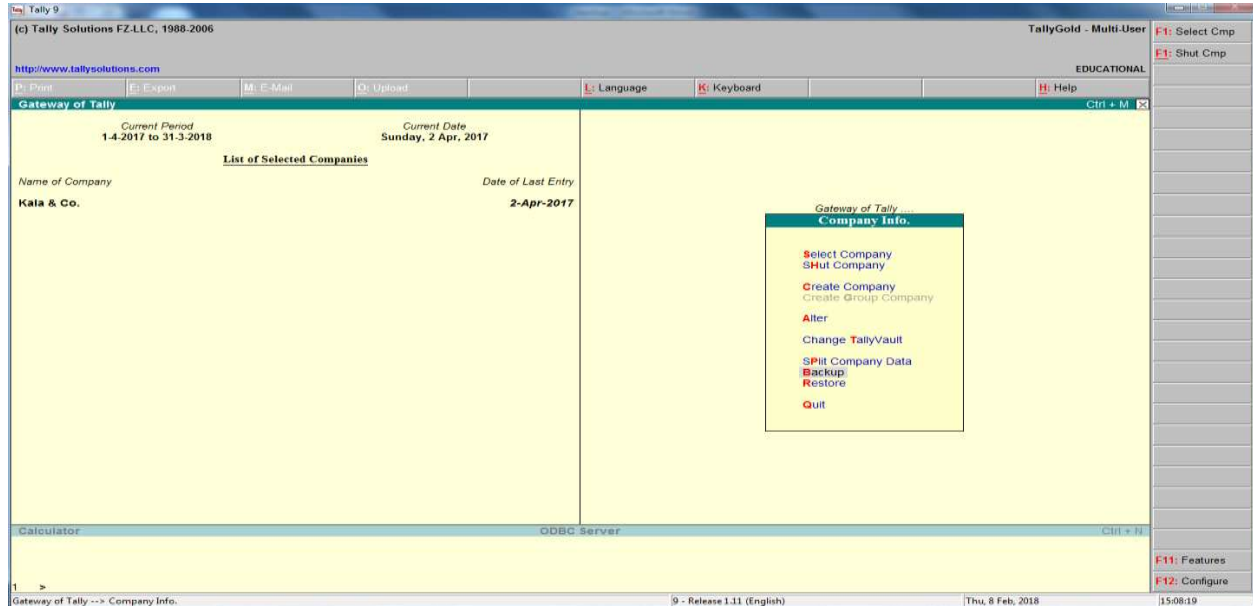 Tally 9
(c) Tally Solutions FZ-LLC, 1988-2006
TallyGold - Multi-User
http://www.tallysolutions.com
EDUCATIONAL
P: Print E: Export M: E-Mail O: Upload L: Language K: Keyboard H: Help
Gateway of Tally
Ctrl + M
Current Period
1-4-2017 to 31-3-2018
Current Date
Sunday, 2 Apr, 2017
List of Selected Companies
Name of Company Date of Last Entry
Kala & Co. 2-Apr-2017
Gateway of Tally ....
Company Info.
Select Company
SHut Company
Create Company
Create Group Company
Alter
Change TallyVault
SPlit Company Data
Backup
Restore
Quit
F1: Select Cmp
F1: Shut Cmp
F11: Features
F12: Configure
Calculator ODBC Server Ctrl + N
1 >
Gateway of Tally --> Company Info. 9 - Release 1.11 (English) Thu, 8 Feb, 2018 15:08:19